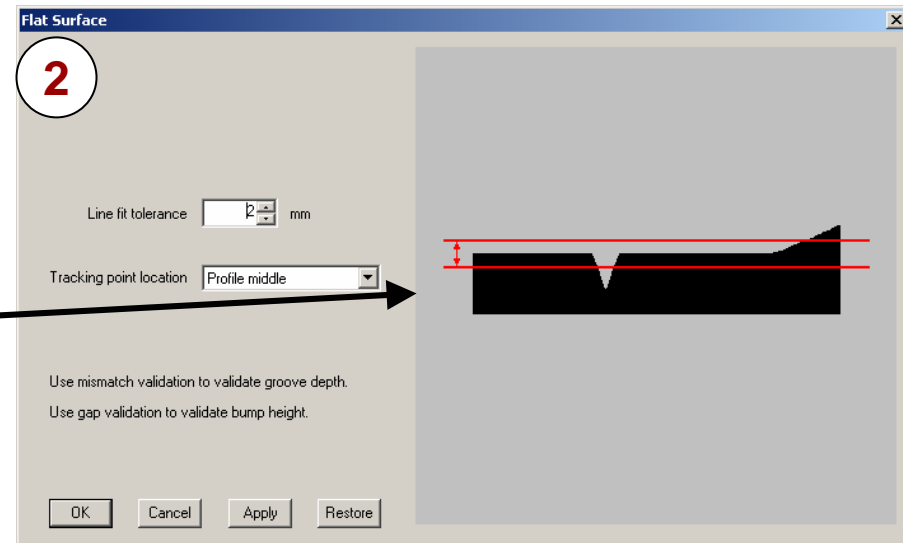 Flat Surface
2
Line fit tolerance 2 mm
Tracking point location Profile middle
Use mismatch validation to validate groove depth.
Use gap validation to validate bump height.
OK Cancel Apply Restore